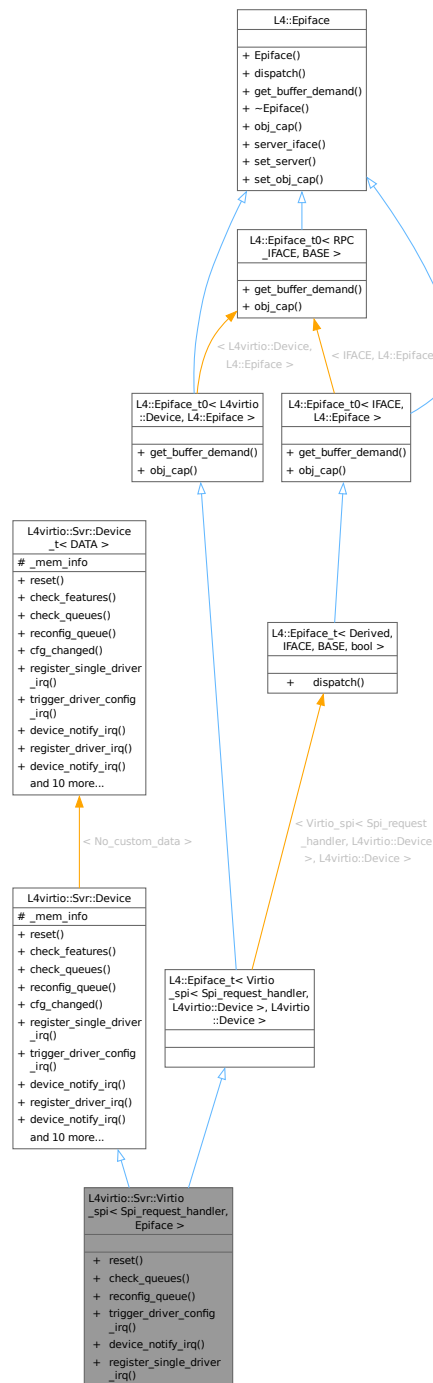 L4::Epiface
+ Epiface()
+ dispatch()
+ get_buffer_demand()
+ ~Epiface()
+ obj_cap()
+ server_iface()
+ set_server()
+ set_obj_cap()
L4::Epiface_t0< RPC
_IFACE, BASE >
+ get_buffer_demand()
+ obj_cap()
< L4virtio::Device,
L4::Epiface >
< IFACE, L4::Epiface
L4::Epiface_t0< L4virtio
::Device, L4::Epiface >
+ get_buffer_demand()
+ obj_cap()
L4::Epiface_t0< IFACE,
L4::Epiface >
+ get_buffer_demand()
+ obj_cap()
L4virtio::Svr::Device
_t< DATA >
# _mem_info
+ reset()
+ check_features()
+ check_queues()
+ reconfig_queue()
+ cfg_changed()
+ register_single_driver
_irq()
+ trigger_driver_config
_irq()
+ device_notify_irq()
+ register_driver_irq()
+ device_notify_irq()
and 10 more...
L4::Epiface_t< Derived,
IFACE, BASE, bool >
+ dispatch()
< No_custom_data >
< Virtio_spi< Spi_request
_handler, L4virtio::Device
>, L4virtio::Device >
L4virtio::Svr::Device
# _mem_info
+ reset()
+ check_features()
+ check_queues()
+ reconfig_queue()
+ cfg_changed()
+ register_single_driver
_irq()
+ trigger_driver_config
_irq()
+ device_notify_irq()
+ register_driver_irq()
+ device_notify_irq()
and 10 more...
L4::Epiface_t< Virtio
_spi< Spi_request_handler,
L4virtio::Device >, L4virtio
::Device >
L4virtio::Svr::Virtio
_spi< Spi_request_handler,
Epiface >
+ reset()
+ check_queues()
+ reconfig_queue()
+ trigger_driver_config
_irq()
+ device_notify_irq()
+ register_single_driver
_irq()